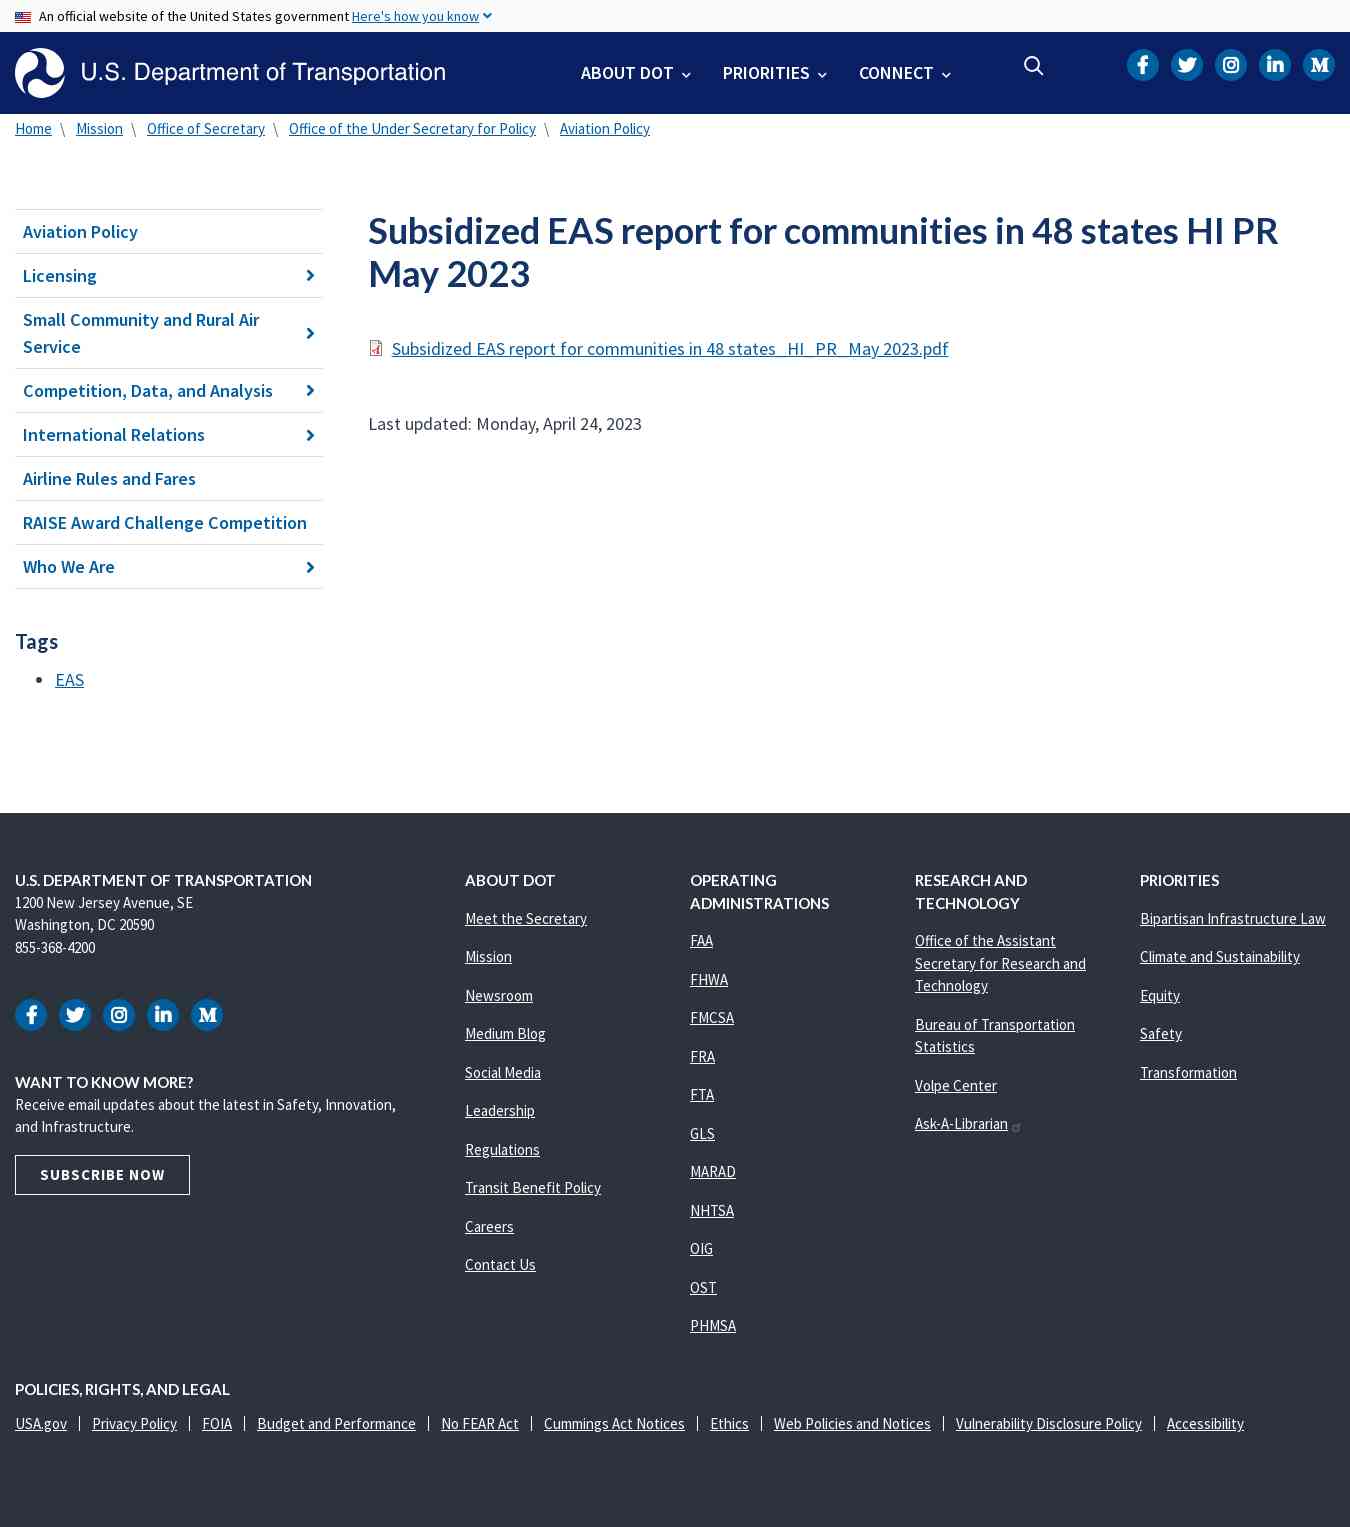 An official website of the United States government Here's how you know
U.S. Department of Transportation
ABOUT DOT
PRIORITIES
CONNECT
Home \ Mission \ Office of Secretary \ Office of the Under Secretary for Policy \ Aviation Policy
Aviation Policy
Licensing
Small Community and Rural Air
Service
Competition, Data, and Analysis
International Relations
Airline Rules and Fares
RAISE Award Challenge Competition
Who We Are
Tags
• EAS
Subsidized EAS report for communities in 48 states HI PR
May 2023
Subsidized EAS report for communities in 48 states_HI_PR_May 2023.pdf
Last updated: Monday, April 24, 2023
U.S. DEPARTMENT OF TRANSPORTATION
1200 New Jersey Avenue, SE
Washington, DC 20590
855-368-4200
WANT TO KNOW MORE?
Receive email updates about the latest in Safety, Innovation,
and Infrastructure.
SUBSCRIBE NOW
ABOUT DOT
Meet the Secretary
Mission
Newsroom
Medium Blog
Social Media
Leadership
Regulations
Transit Benefit Policy
Careers
Contact Us
OPERATING
ADMINISTRATIONS
FAA
FHWA
FMCSA
FRA
FTA
GLS
MARAD
NHTSA
OIG
OST
PHMSA
RESEARCH AND
TECHNOLOGY
Office of the Assistant
Secretary for Research and
Technology
Bureau of Transportation
Statistics
Volpe Center
Ask-A-Librarian
PRIORITIES
Bipartisan Infrastructure Law
Climate and Sustainability
Equity
Safety
Transformation
POLICIES, RIGHTS, AND LEGAL
USA.gov | Privacy Policy | FOIA | Budget and Performance | No FEAR Act | Cummings Act Notices | Ethics | Web Policies and Notices | Vulnerability Disclosure Policy | Accessibility